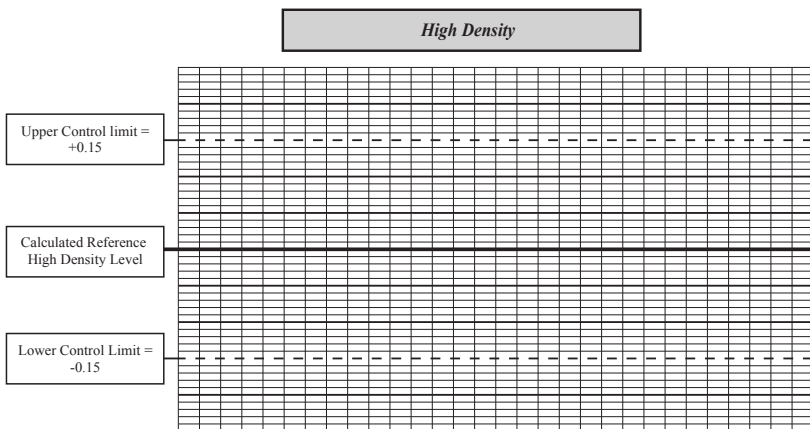 High Density
Upper Control limit =
+0.15
Calculated Reference
High Density Level
Lower Control Limit =
-0.15